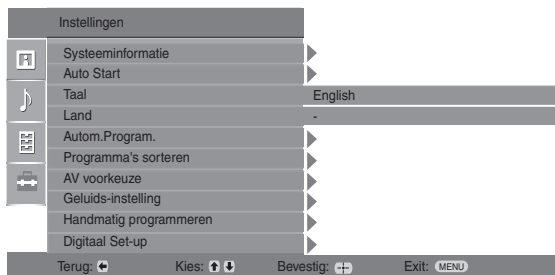 Instellingen
Systeeminformatie
Auto Start
Taal English
Land -
Autom.Program.
Programma's sorteren
AV voorkeuze
Geluids-instelling
Handmatig programmeren
Digitaal Set-up
Terug: Kies: Bevestig: Exit: MENU